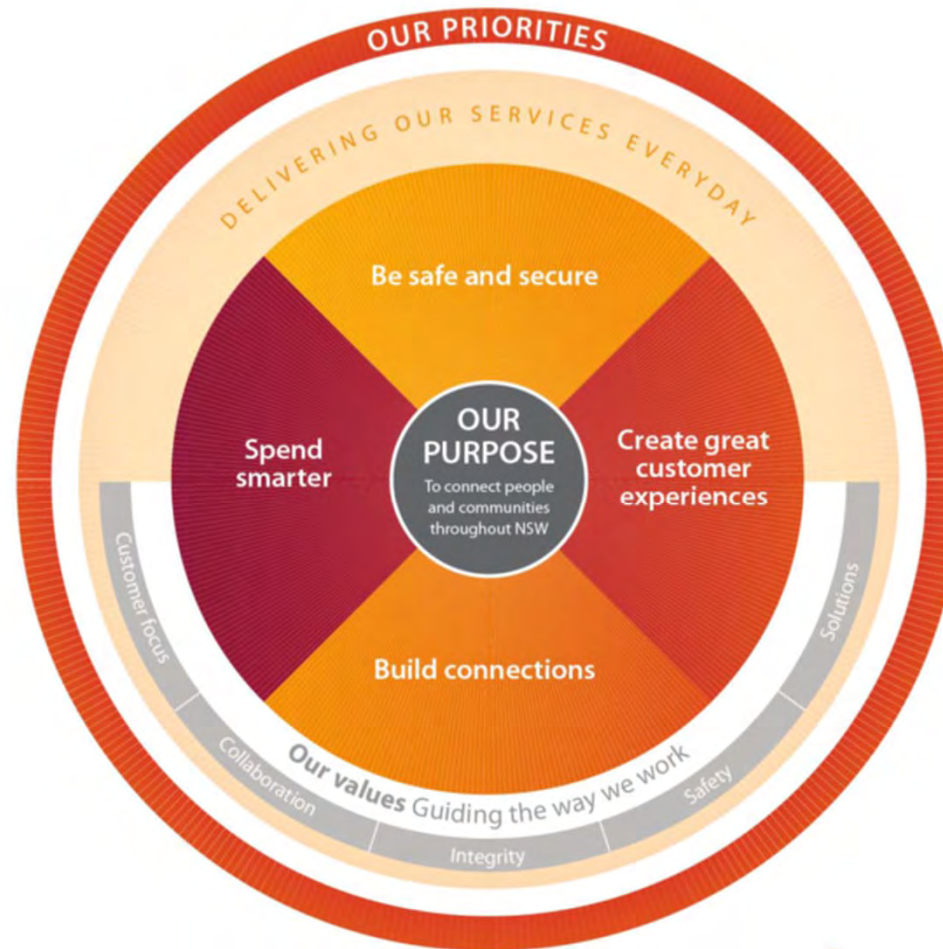 OUR PRIORITIES
DELIVERING OUR SERVICES EVERYDAY
Be safe and secure
Spend
smarter
OUR
PURPOSE
To connect people
and communities
throughout NSW
Create great
customer
experiences
Build connections
Our values Guiding the way we work
Customer focus
Collaboration
Integrity
Safety
Solutions